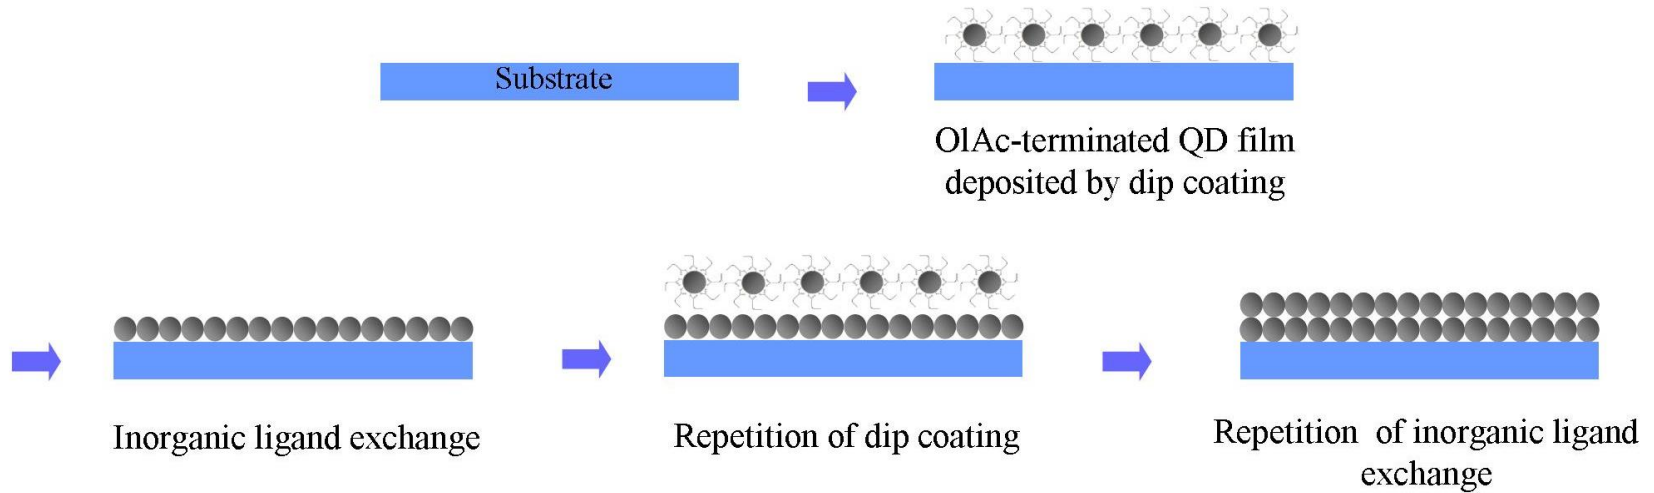 Substrate
OlAc-terminated QD film
deposited by dip coating
Inorganic ligand exchange
Repetition of dip coating
Repetition of inorganic ligand
exchange